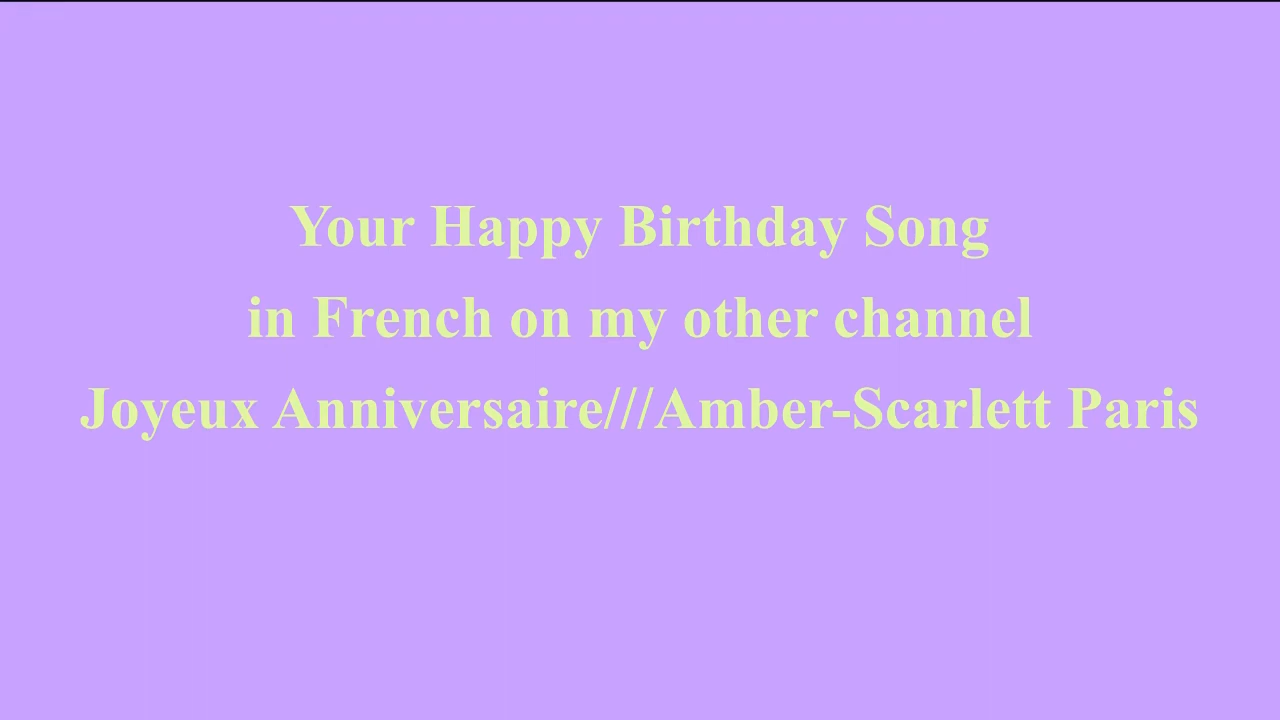 Your Happy Birthday Song
in French on my other channel
Joyeux Anniversaire///Amber-Scarlett Paris